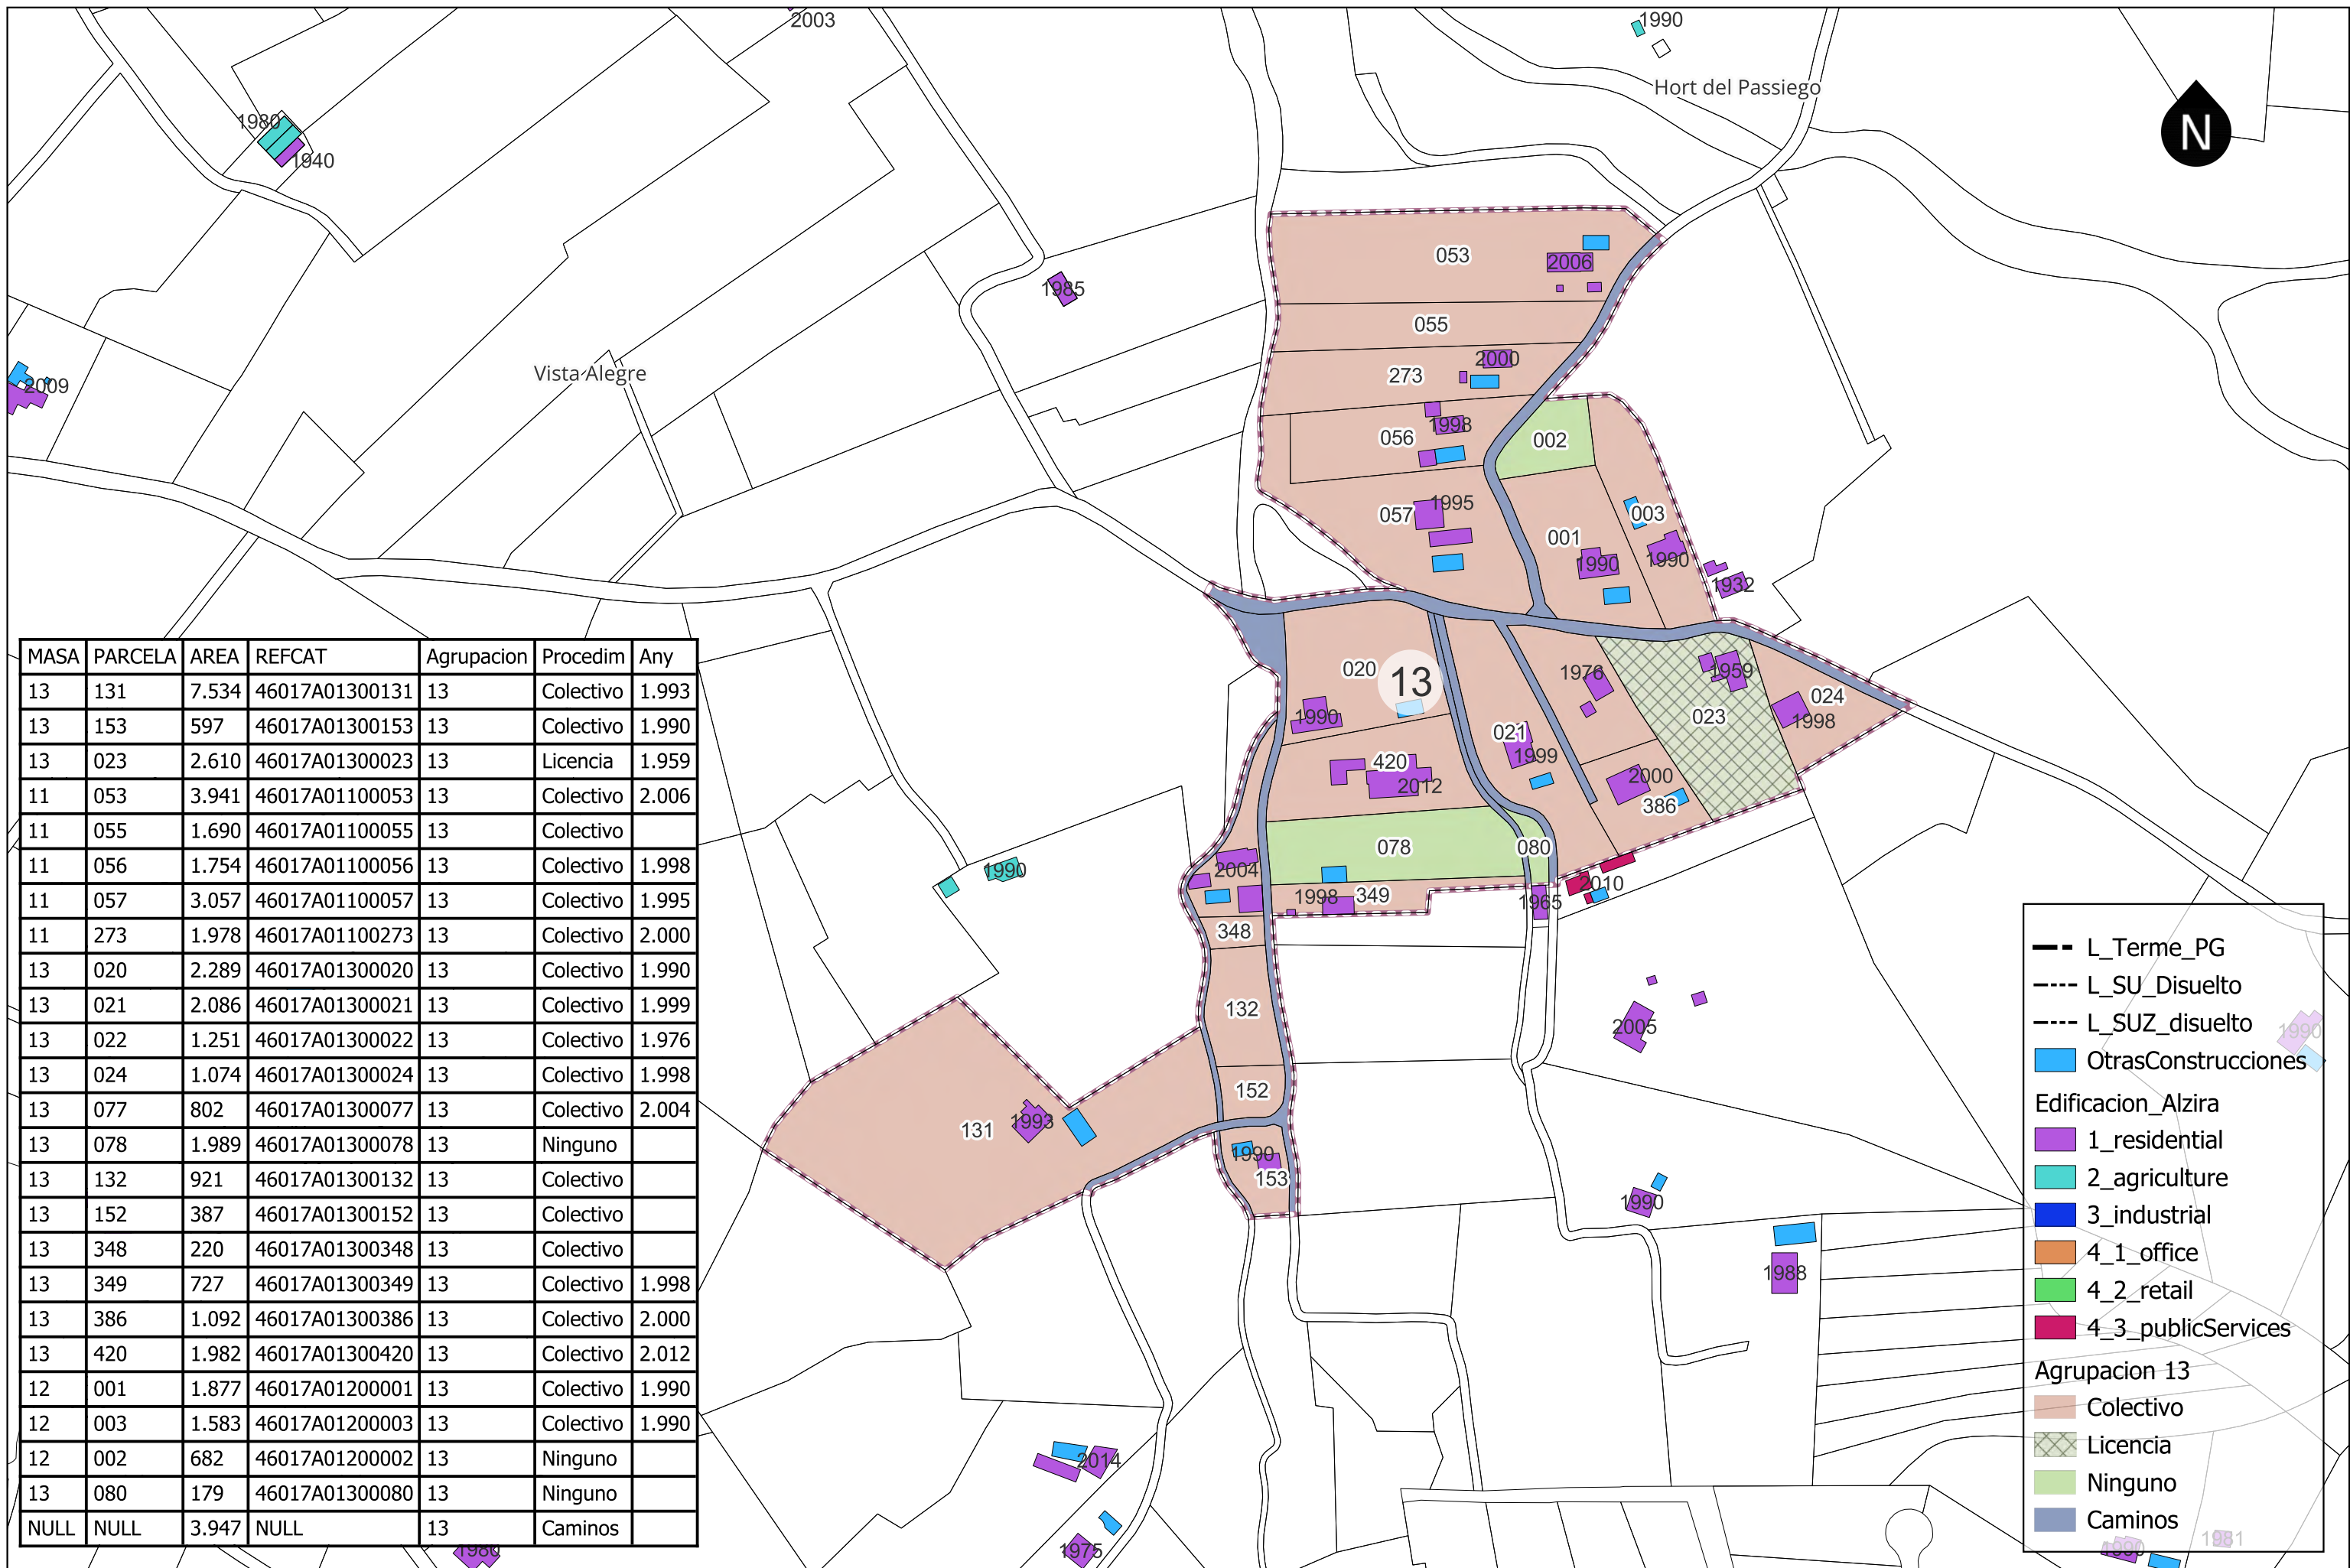 2003
1990
Hort del Passiego
N
1980
1940
053
2006
1985
055
Vista Alegre
2000
273
2009
1998
056
002
1995
057
003
001
1990
1990
1932
020
13
1976
1959
024
023
1990
1998
021
1999
420
2012
2000
386
078
080
1990
2004
1998
349
2010
1965
348
132
2005
152
131
1993
1990
153
1990
1988
2014
1975
1980
1990
1990
1981
MASA PARCELA AREA REFCAT Agrupacion Procedim Any
13 131 7.534 46017A01300131 13 Colectivo 1.993
13 153 597 46017A01300153 13 Colectivo 1.990
13 023 2.610 46017A01300023 13 Licencia 1.959
11 053 3.941 46017A01100053 13 Colectivo 2.006
11 055 1.690 46017A01100055 13 Colectivo
11 056 1.754 46017A01100056 13 Colectivo 1.998
11 057 3.057 46017A01100057 13 Colectivo 1.995
11 273 1.978 46017A01100273 13 Colectivo 2.000
13 020 2.289 46017A01300020 13 Colectivo 1.990
13 021 2.086 46017A01300021 13 Colectivo 1.999
13 022 1.251 46017A01300022 13 Colectivo 1.976
13 024 1.074 46017A01300024 13 Colectivo 1.998
13 077 802 46017A01300077 13 Colectivo 2.004
13 078 1.989 46017A01300078 13 Ninguno
13 132 921 46017A01300132 13 Colectivo
13 152 387 46017A01300152 13 Colectivo
13 348 220 46017A01300348 13 Colectivo
13 349 727 46017A01300349 13 Colectivo 1.998
13 386 1.092 46017A01300386 13 Colectivo 2.000
13 420 1.982 46017A01300420 13 Colectivo 2.012
12 001 1.877 46017A01200001 13 Colectivo 1.990
12 003 1.583 46017A01200003 13 Colectivo 1.990
12 002 682 46017A01200002 13 Ninguno
13 080 179 46017A01300080 13 Ninguno
NULL NULL 3.947 NULL 13 Caminos
L_Terme_PG
L_SU_Disuelto
L_SUZ_disuelto
OtrasConstrucciones
Edificacion_Alzira
1_residential
2_agriculture
3_industrial
4_1_office
4_2_retail
4_3_publicServices
Agrupacion 13
Colectivo
Licencia
Ninguno
Caminos